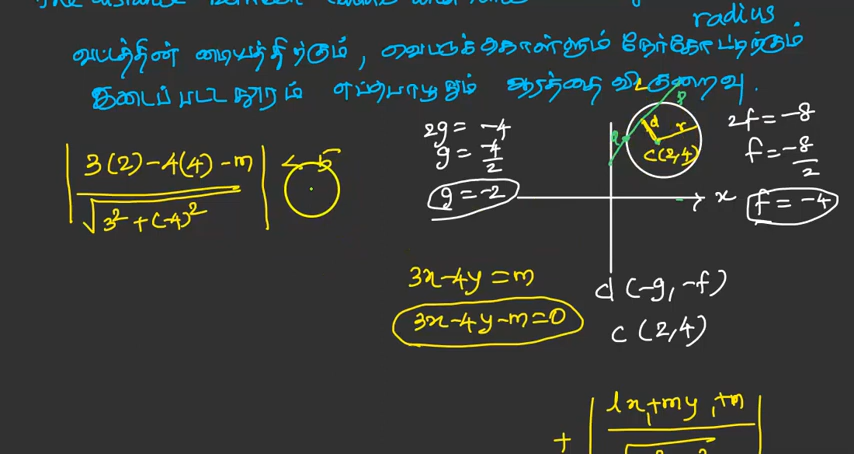 radius
வட்டத்தின் மையத்திற்கும், வெட்டுக்கொள்ளும் நேர்கோட்டிற்கும்
இடைப்பட்ட தூரம் எப்பொழுதும் ஆரத்தை விட குறைவு.
| 3(2)-4(4)-m / √3²+(-4)² | < 5
2g = -4
g = -4/2
g = -2
d
r
C(2,4)
x
2f = -8
f = -8/2
f = -4
3x-4y=m
3x-4y-m=0
d (-g, -f)
C (2,4)
+ | lx₁+my₁+n |